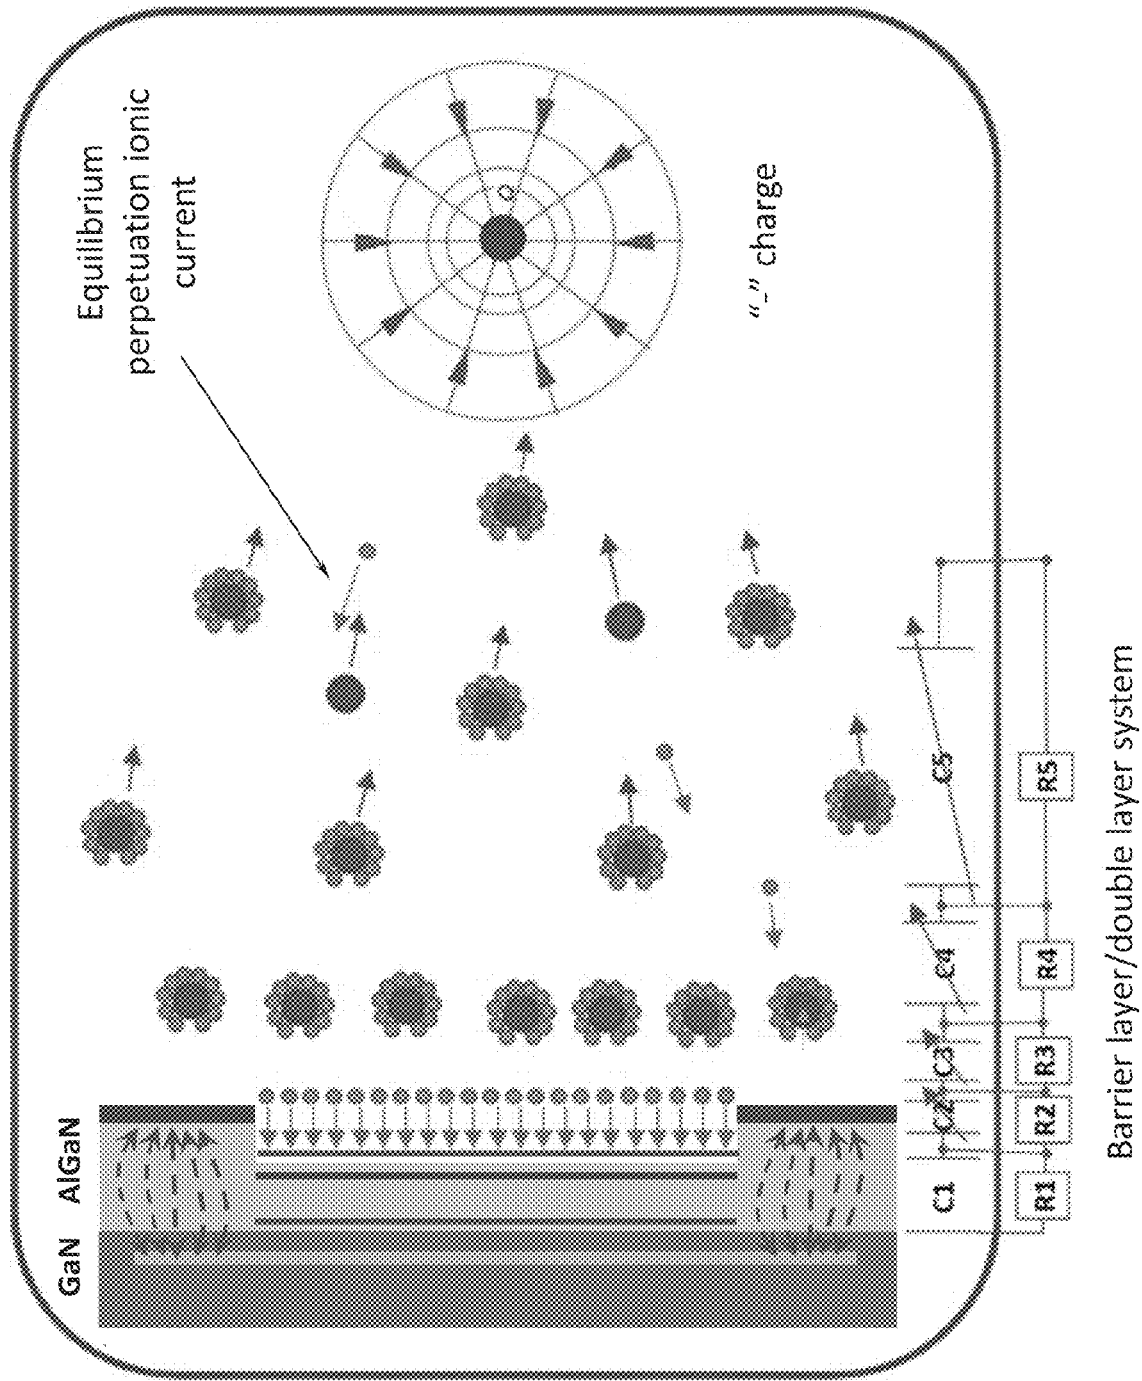 GaN
AlGaN
Equilibrium
perpetuation ionic
current
Q
“-” charge
C1
C2
C3
C4
C5
R1
R2
R3
R4
R5
Barrier layer/double layer system